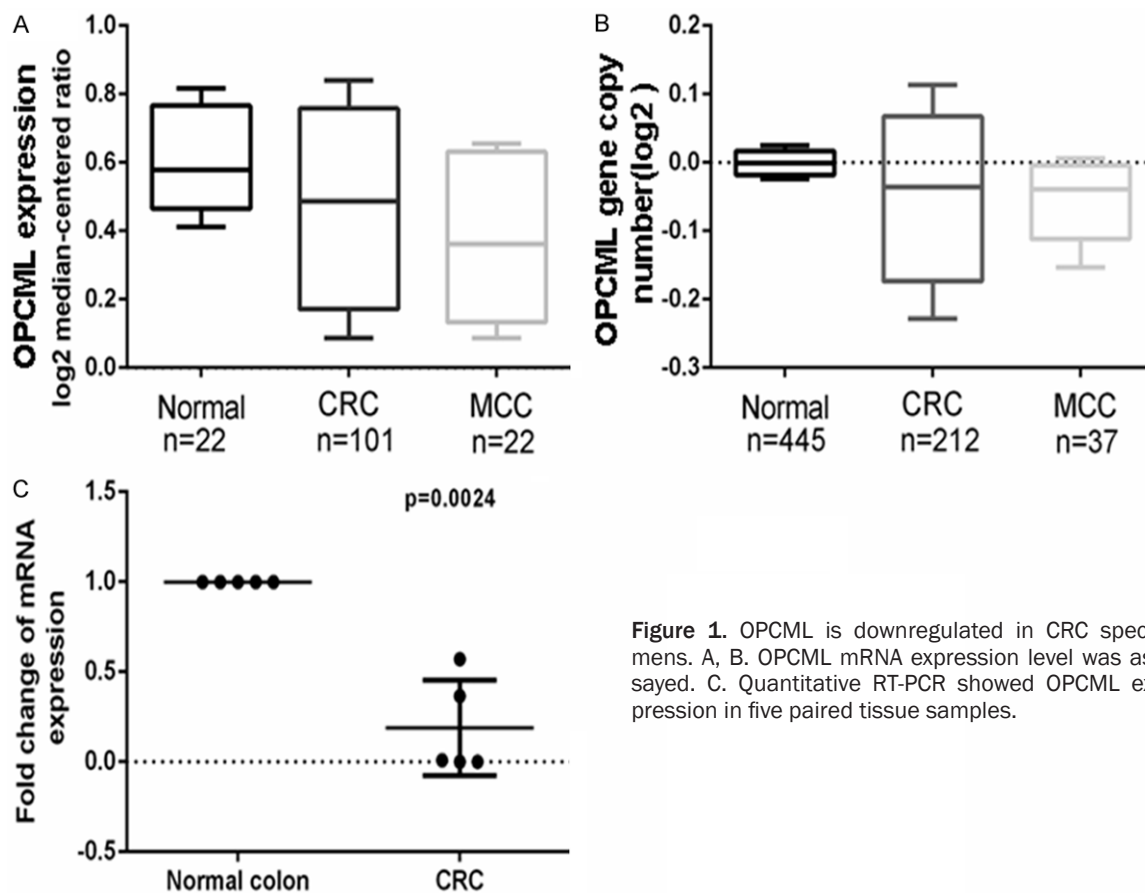 A
OPCML expression
log2 median-centered ratio
1.0
0.8
0.6
0.4
0.2
0.0
Normal
n=22
CRC
n=101
MCC
n=22
B
OPCML gene copy
number(log2 )
0.2
0.1
0.0
-0.1
-0.2
-0.3
Normal
n=445
CRC
n=212
MCC
n=37
C
Fold change of mRNA
expression
1.5
1.0
0.5
0.0
-0.5
p=0.0024
Normal colon
CRC
Figure 1. OPCML is downregulated in CRC spec
mens. A, B. OPCML mRNA expression level was as
sayed. C. Quantitative RT-PCR showed OPCML ex
pression in five paired tissue samples.